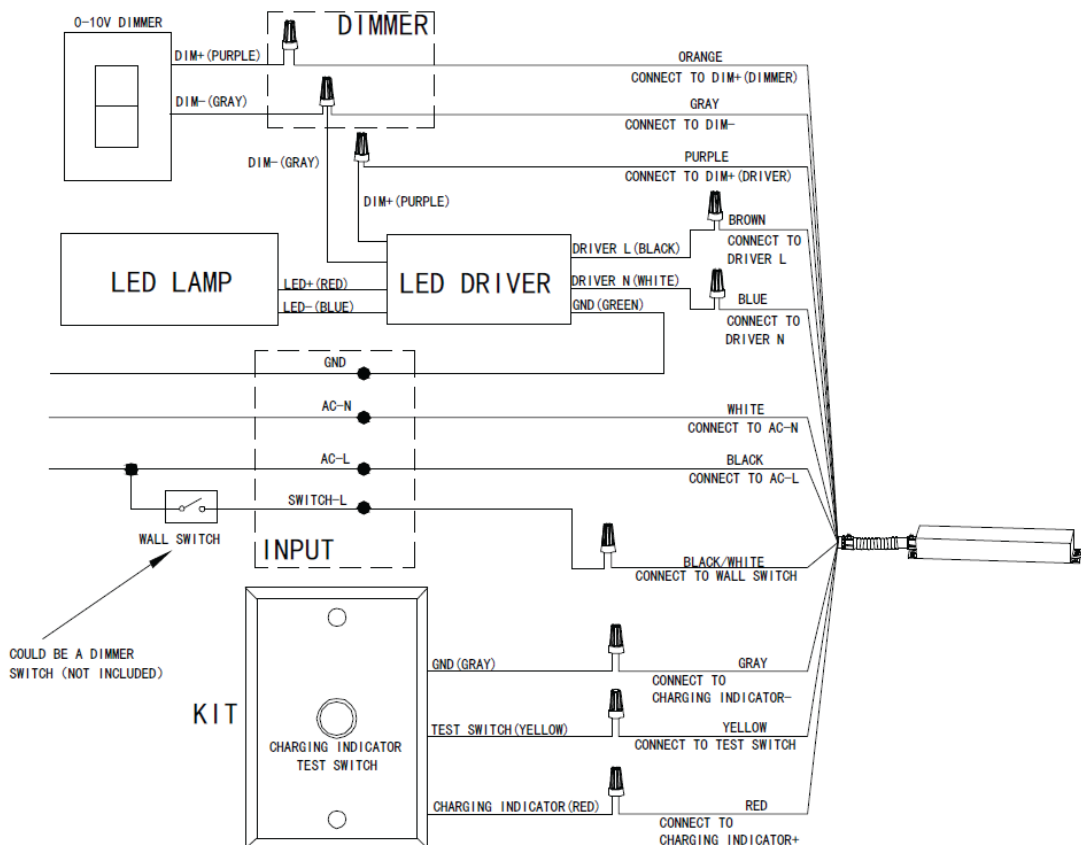 0-10V DIMMER
DIMMER
DIM+(PURPLE)
ORANGE
CONNECT TO DIM+(DIMMER)
DIM-(GRAY)
GRAY
CONNECT TO DIM-
DIM-(GRAY)
PURPLE
CONNECT TO DIM+(DRIVER)
DIM+(PURPLE)
BROWN
CONNECT TO
DRIVER L
DRIVER L(BLACK)
LED LAMP
LED+(RED)
LED-(BLUE)
LED DRIVER
DRIVER N(WHITE)
GND(GREEN)
BLUE
CONNECT TO
DRIVER N
GND
AC-N
WHITE
CONNECT TO AC-N
AC-L
BLACK
CONNECT TO AC-L
SWITCH-L
WALL SWITCH
INPUT
BLACK/WHITE
CONNECT TO WALL SWITCH
COULD BE A DIMMER
SWITCH (NOT INCLUDED)
KIT
GND(GRAY)
GRAY
CONNECT TO
CHARGING INDICATOR-
TEST SWITCH(YELLOW)
YELLOW
CONNECT TO TEST SWITCH
CHARGING INDICATOR
TEST SWITCH
CHARGING INDICATOR(RED)
RED
CONNECT TO
CHARGING INDICATOR+